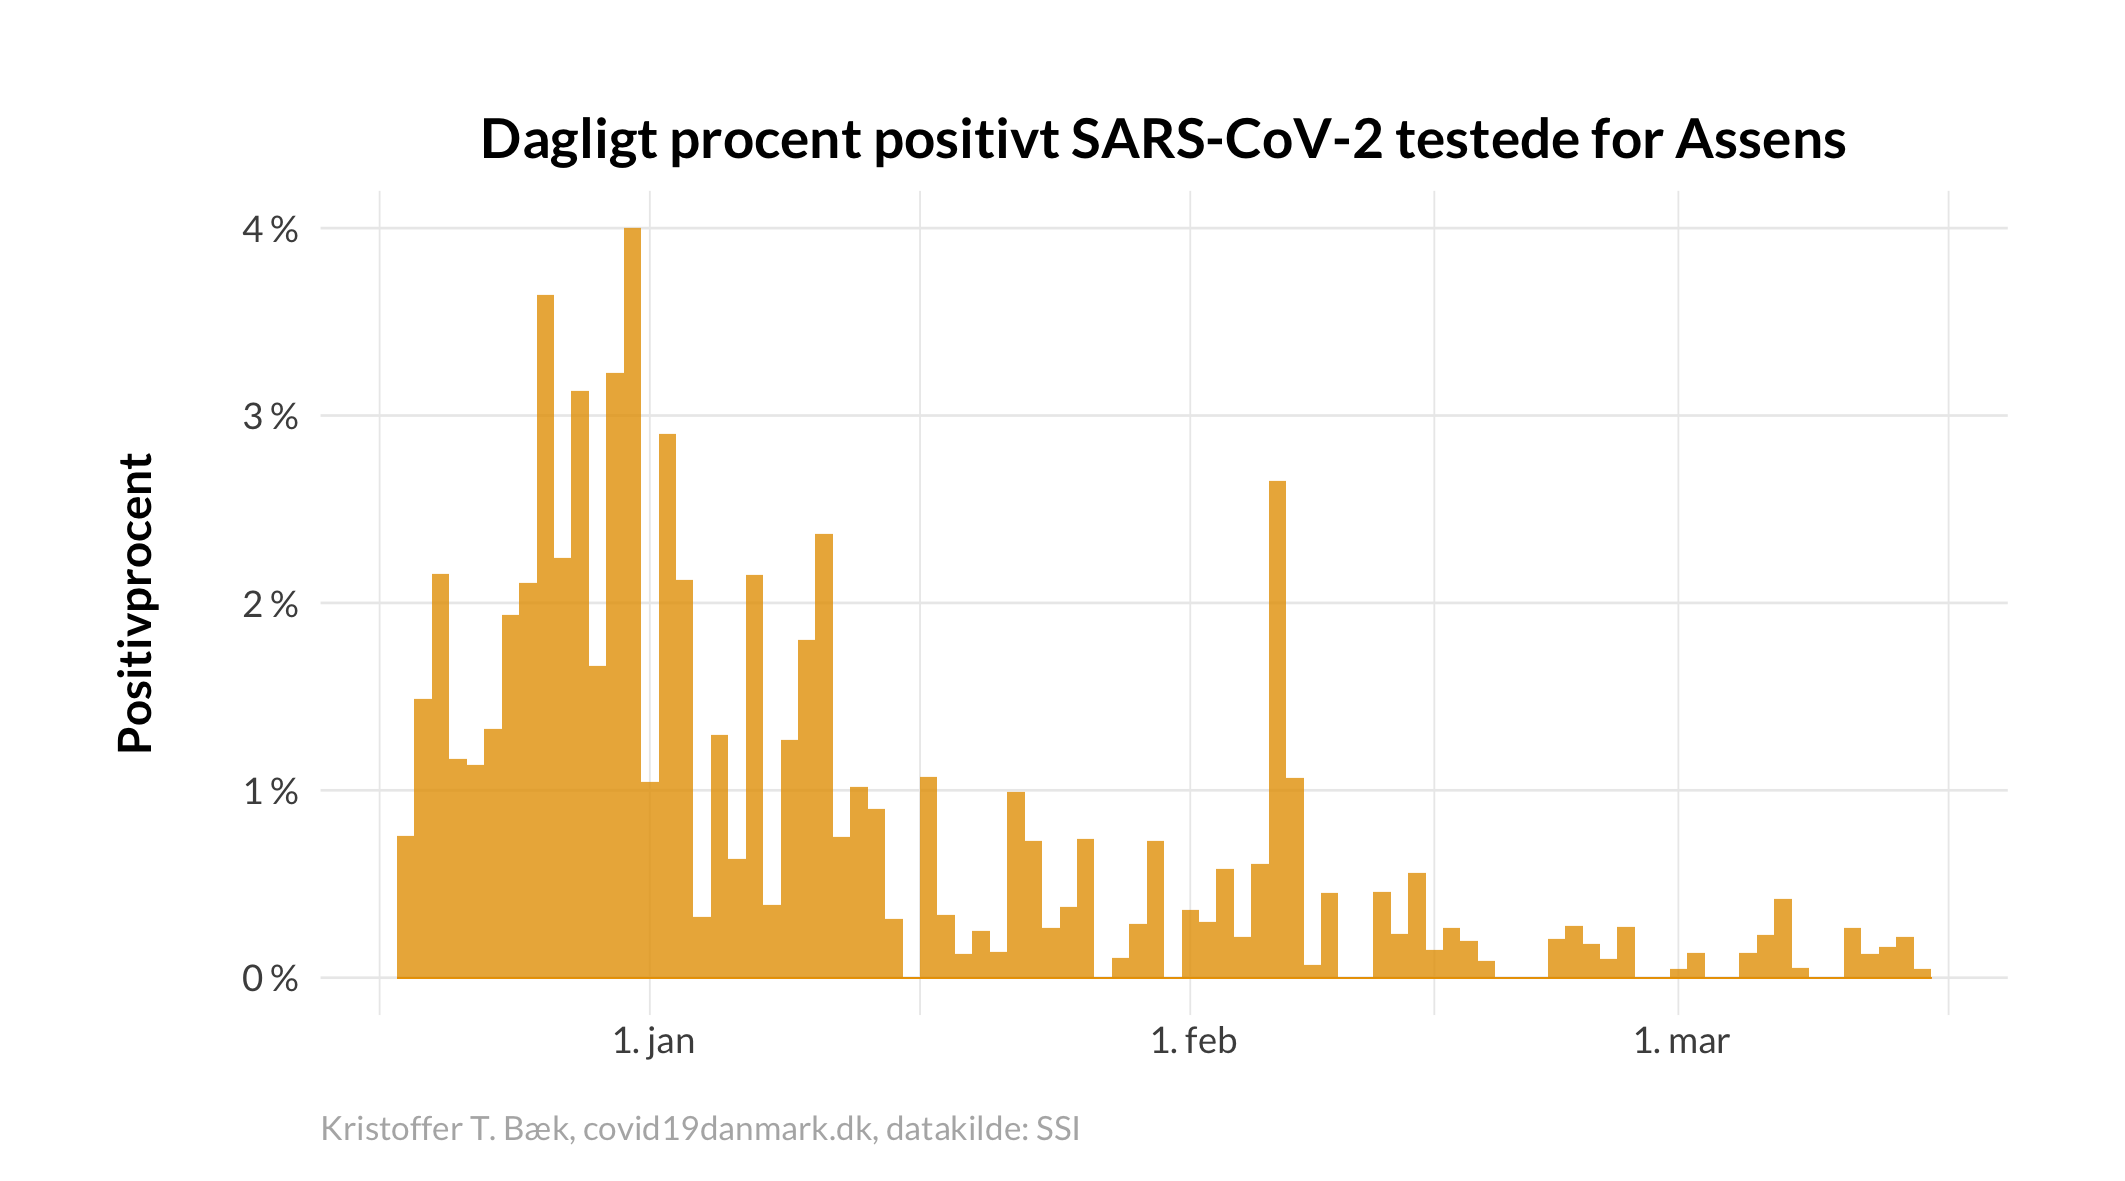 Dagligt procent positivt SARS-CoV-2 testede for Assens
Positivprocent
4 %
3 %
2 %
1 %
0 %
1. jan
1. feb
1. mar
Kristoffer T. Bæk, covid19danmark.dk, datakilde: SSI